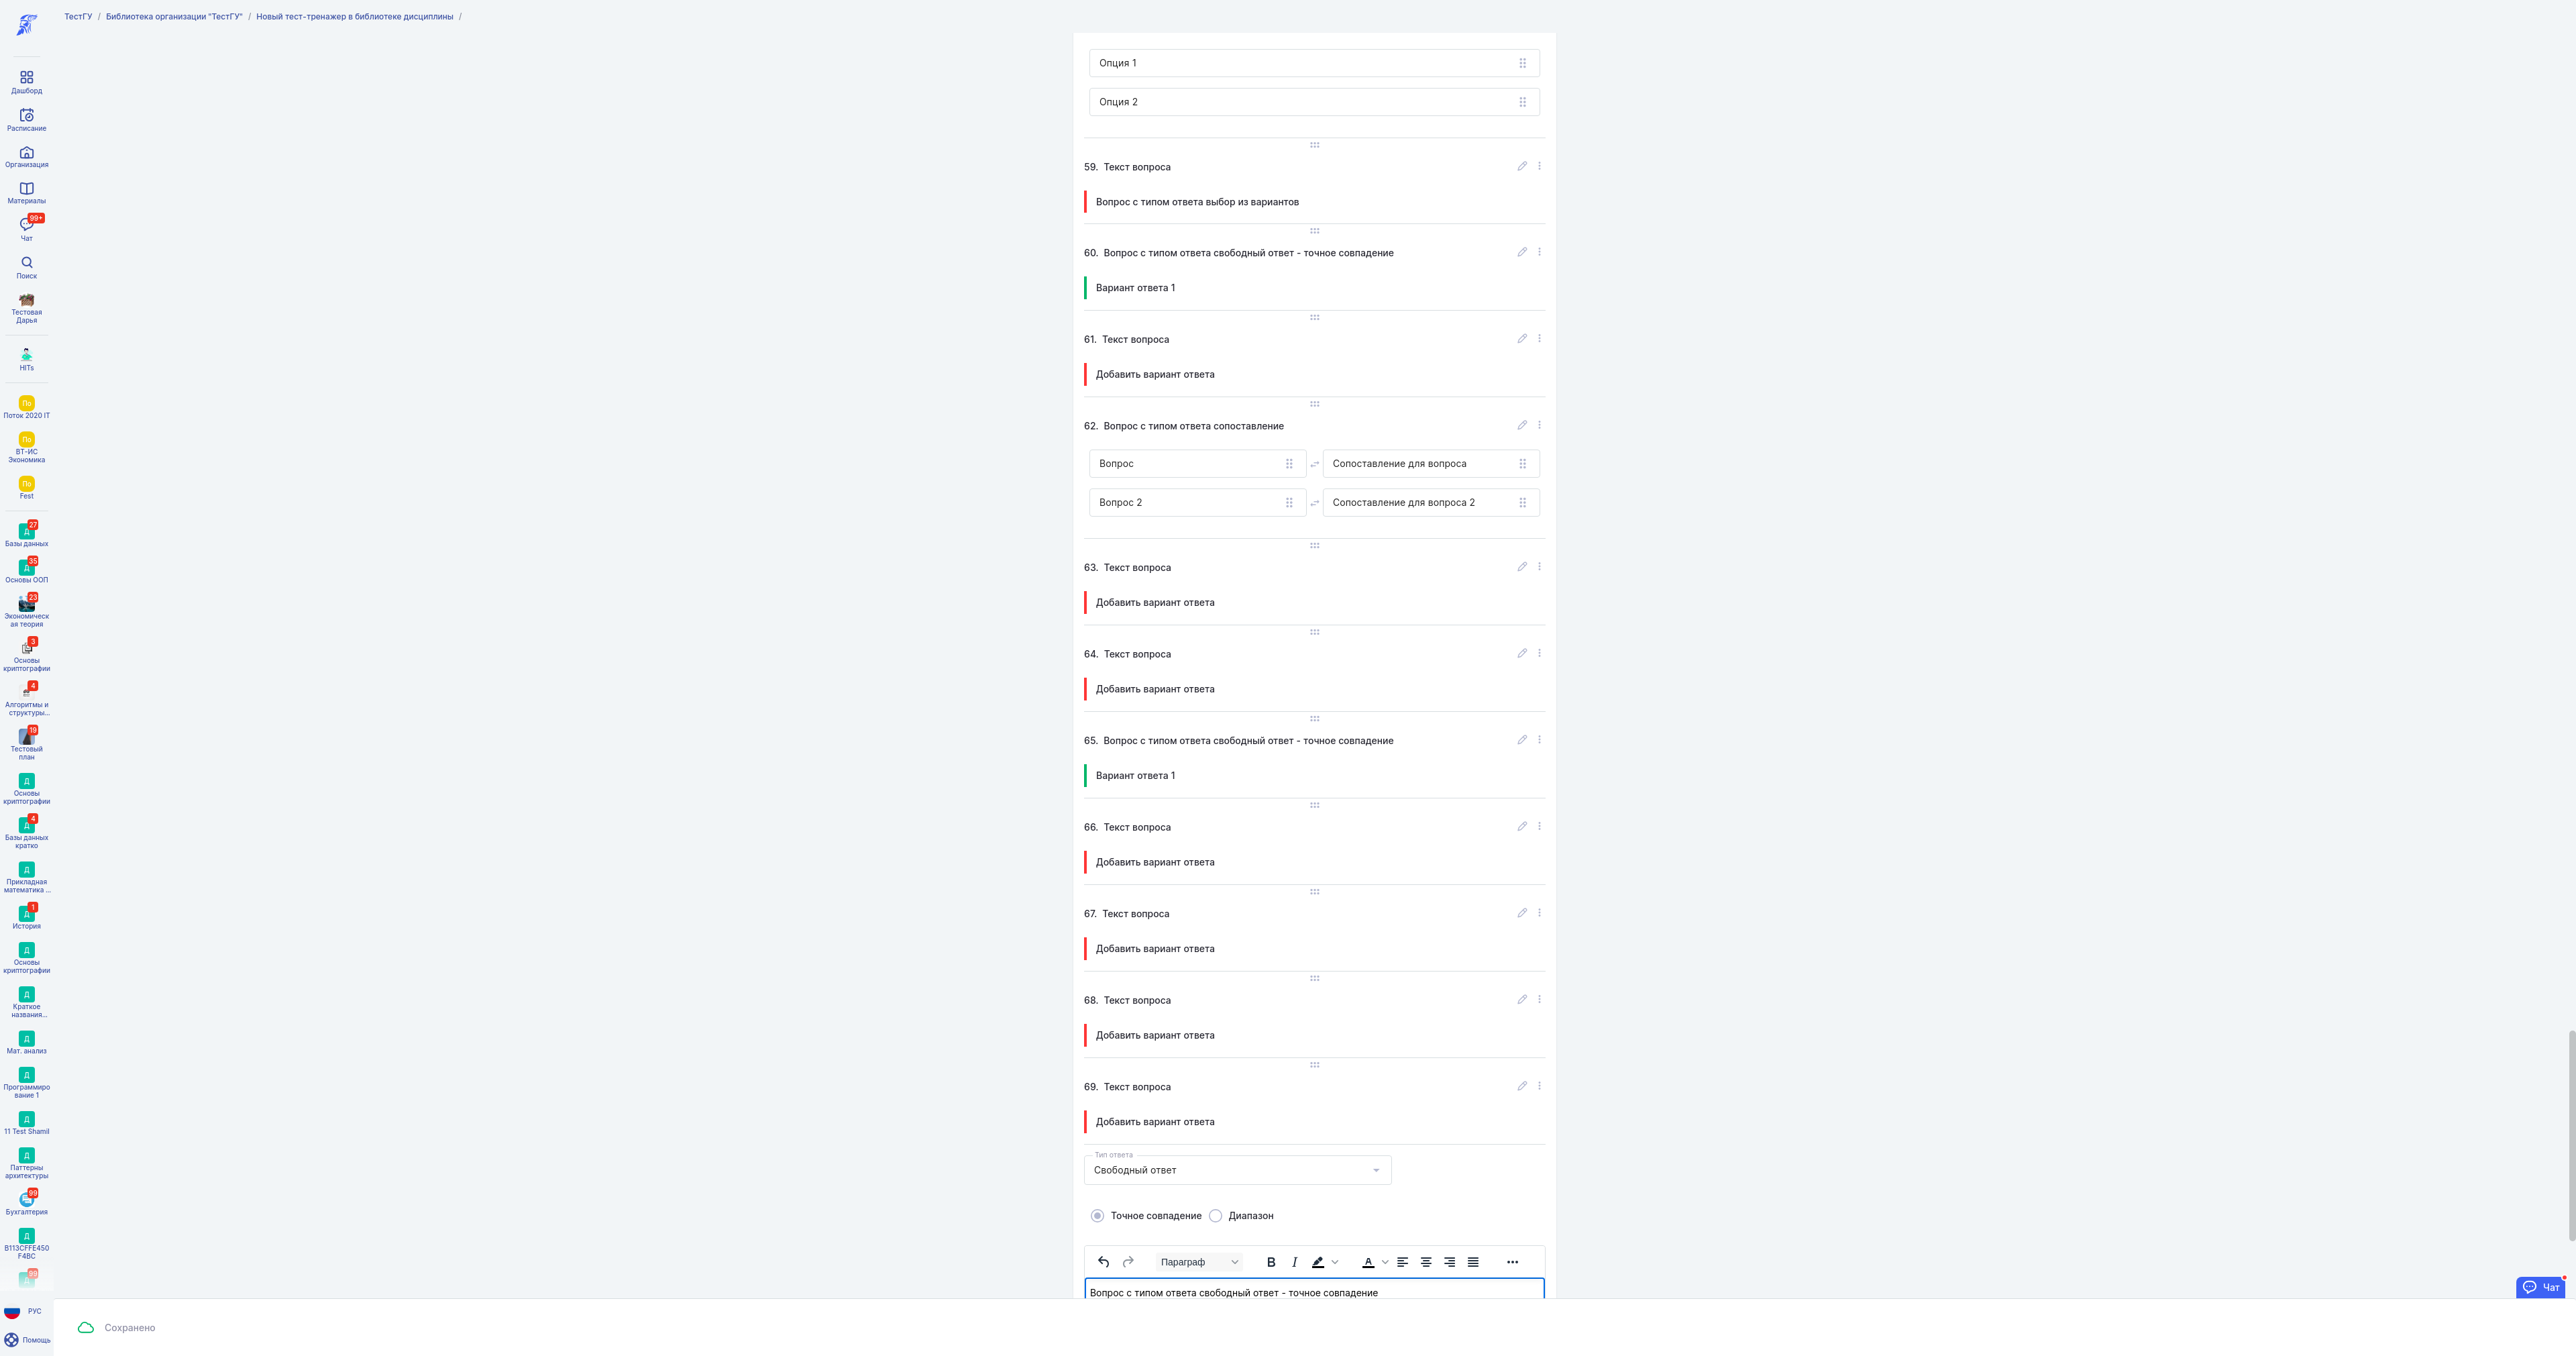 ТестГУ / Библиотека организации "ТестГУ" / Новый тест-тренажер в библиотеке дисциплины /
Дашборд
Расписание
Организация
Материалы
99+
Чат
Поиск
Тестовая
Дарья
HITs
По
Поток 2020 IT
По
ВТ-ИС
Экономика
По
Fest
27
Д
Базы данных
35
Д
Основы ООП
23
Экономическ
ая теория
3
Основы
криптографии
4
Алгоритмы и
структуры...
19
Тестовый
план
Д
Основы
криптографии
4
Д
Базы данных
кратко
Д
Прикладная
математика ...
1
Д
История
Д
Основы
криптографии
Д
Краткое
названия...
Д
Мат. анализ
Д
Программиро
вание 1
Д
11 Test Shamil
Д
Паттерны
архитектуры
99
Бухгалтерия
Д
B113CFFE450
F4BC
99
Д
РУС
Помощь
Опция 1
Опция 2
59. Текст вопроса
Вопрос с типом ответа выбор из вариантов
60. Вопрос с типом ответа свободный ответ - точное совпадение
Вариант ответа 1
61. Текст вопроса
Добавить вариант ответа
62. Вопрос с типом ответа сопоставление
Вопрос Сопоставление для вопроса
Вопрос 2 Сопоставление для вопроса 2
63. Текст вопроса
Добавить вариант ответа
64. Текст вопроса
Добавить вариант ответа
65. Вопрос с типом ответа свободный ответ - точное совпадение
Вариант ответа 1
66. Текст вопроса
Добавить вариант ответа
67. Текст вопроса
Добавить вариант ответа
68. Текст вопроса
Добавить вариант ответа
69. Текст вопроса
Добавить вариант ответа
Тип ответа
Свободный ответ
Точное совпадение Диапазон
Параграф B I A
Вопрос с типом ответа свободный ответ - точное совпадение
Чат
Сохранено